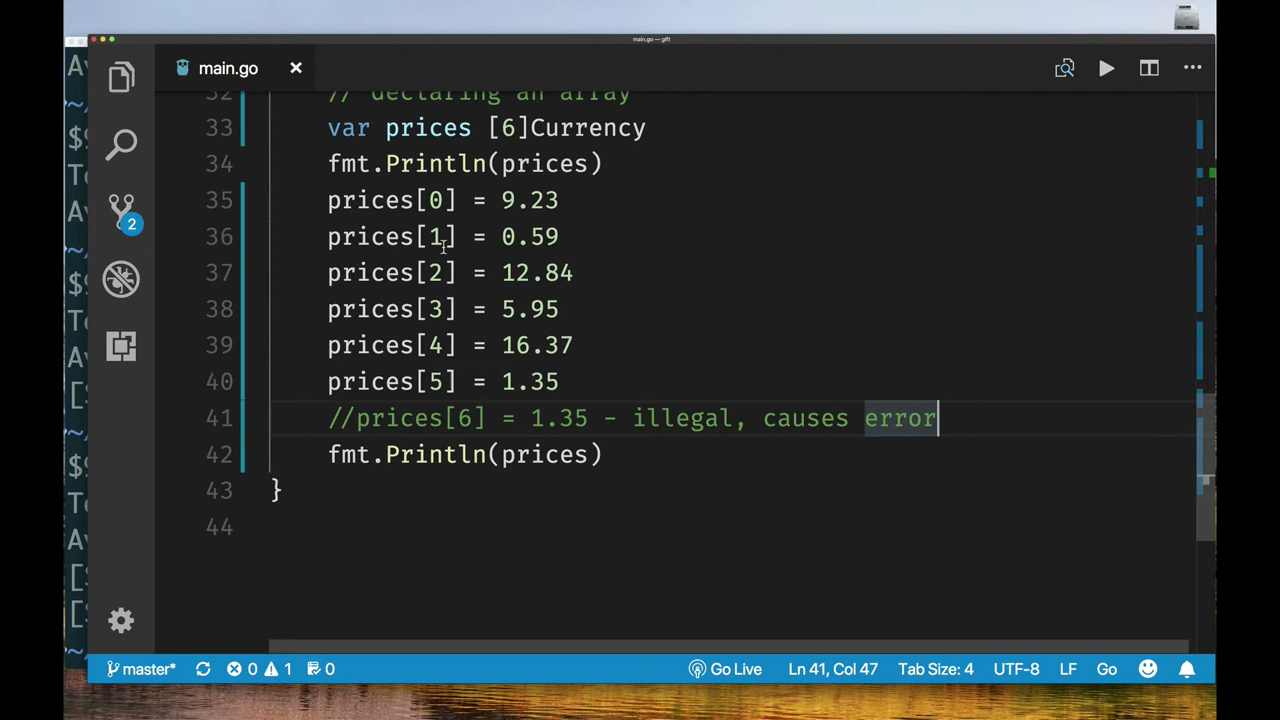 main.go — gift
main.go
32 // declaring an array
33 var prices [6]Currency
34 fmt.Println(prices)
35 prices[0] = 9.23
36 prices[1] = 0.59
37 prices[2] = 12.84
38 prices[3] = 5.95
39 prices[4] = 16.37
40 prices[5] = 1.35
41 //prices[6] = 1.35 - illegal, causes error
42 fmt.Println(prices)
43 }
44
2
master* 0 1 0 Go Live Ln 41, Col 47 Tab Size: 4 UTF-8 LF Go